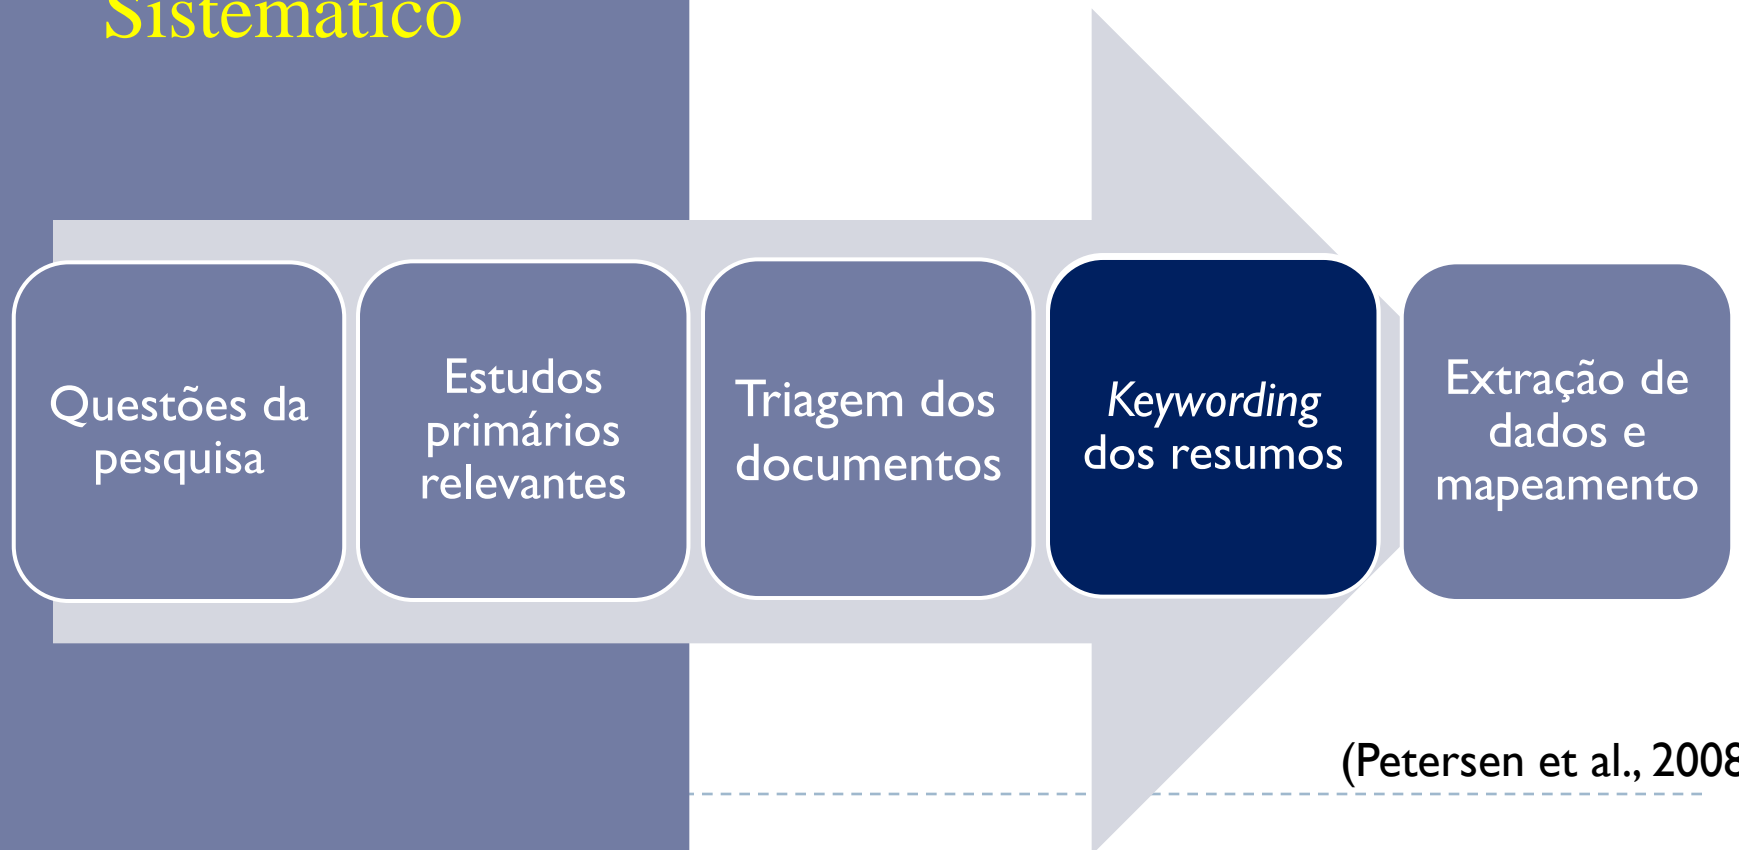 Sistemático
Questões da
pesquisa
Estudos
primários
relevantes
Triagem dos
documentos
Keywording
dos resumos
Extração de
dados e
mapeamento
(Petersen et al., 2008